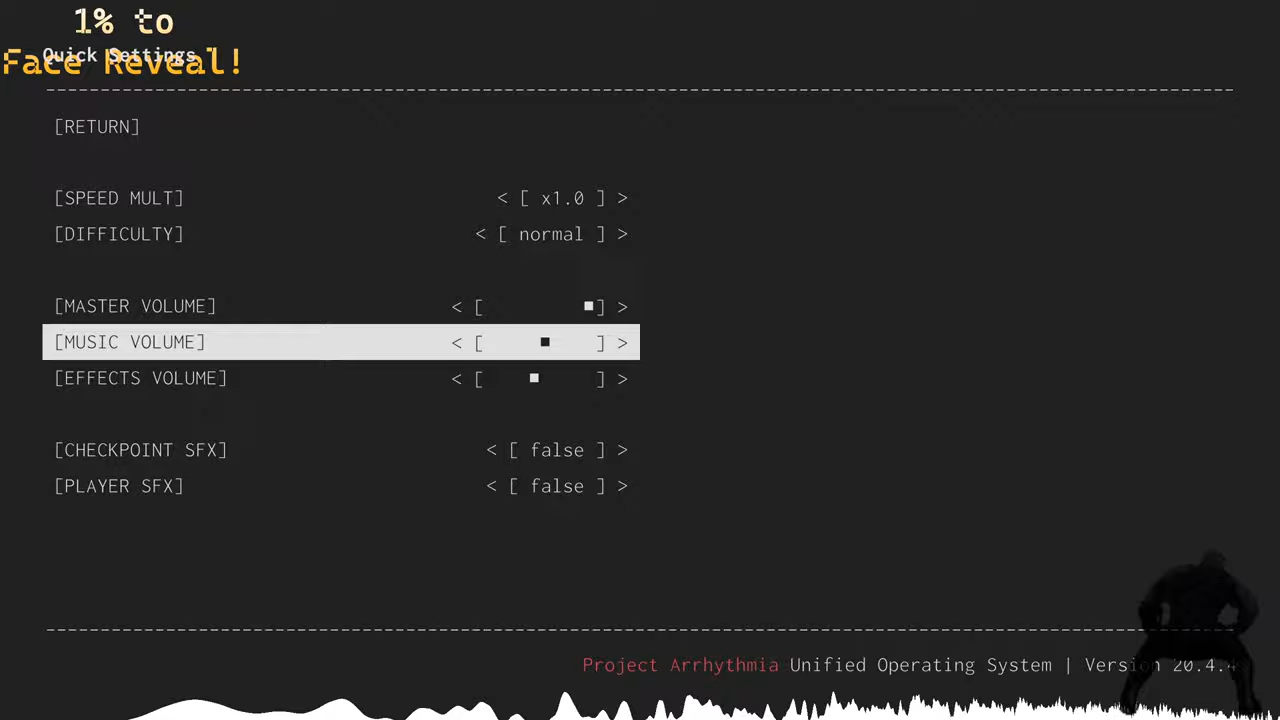 1% to
Quick Settings
Face Reveal!
[RETURN]
[SPEED MULT] < [ x1.0 ] >
[DIFFICULTY] < [ normal ] >
[MASTER VOLUME] < [ ■] >
[MUSIC VOLUME] < [ ■ ] >
[EFFECTS VOLUME] < [ ■ ] >
[CHECKPOINT SFX] < [ false ] >
[PLAYER SFX] < [ false ] >
Project Arrhythmia Unified Operating System | Version 20.4.4